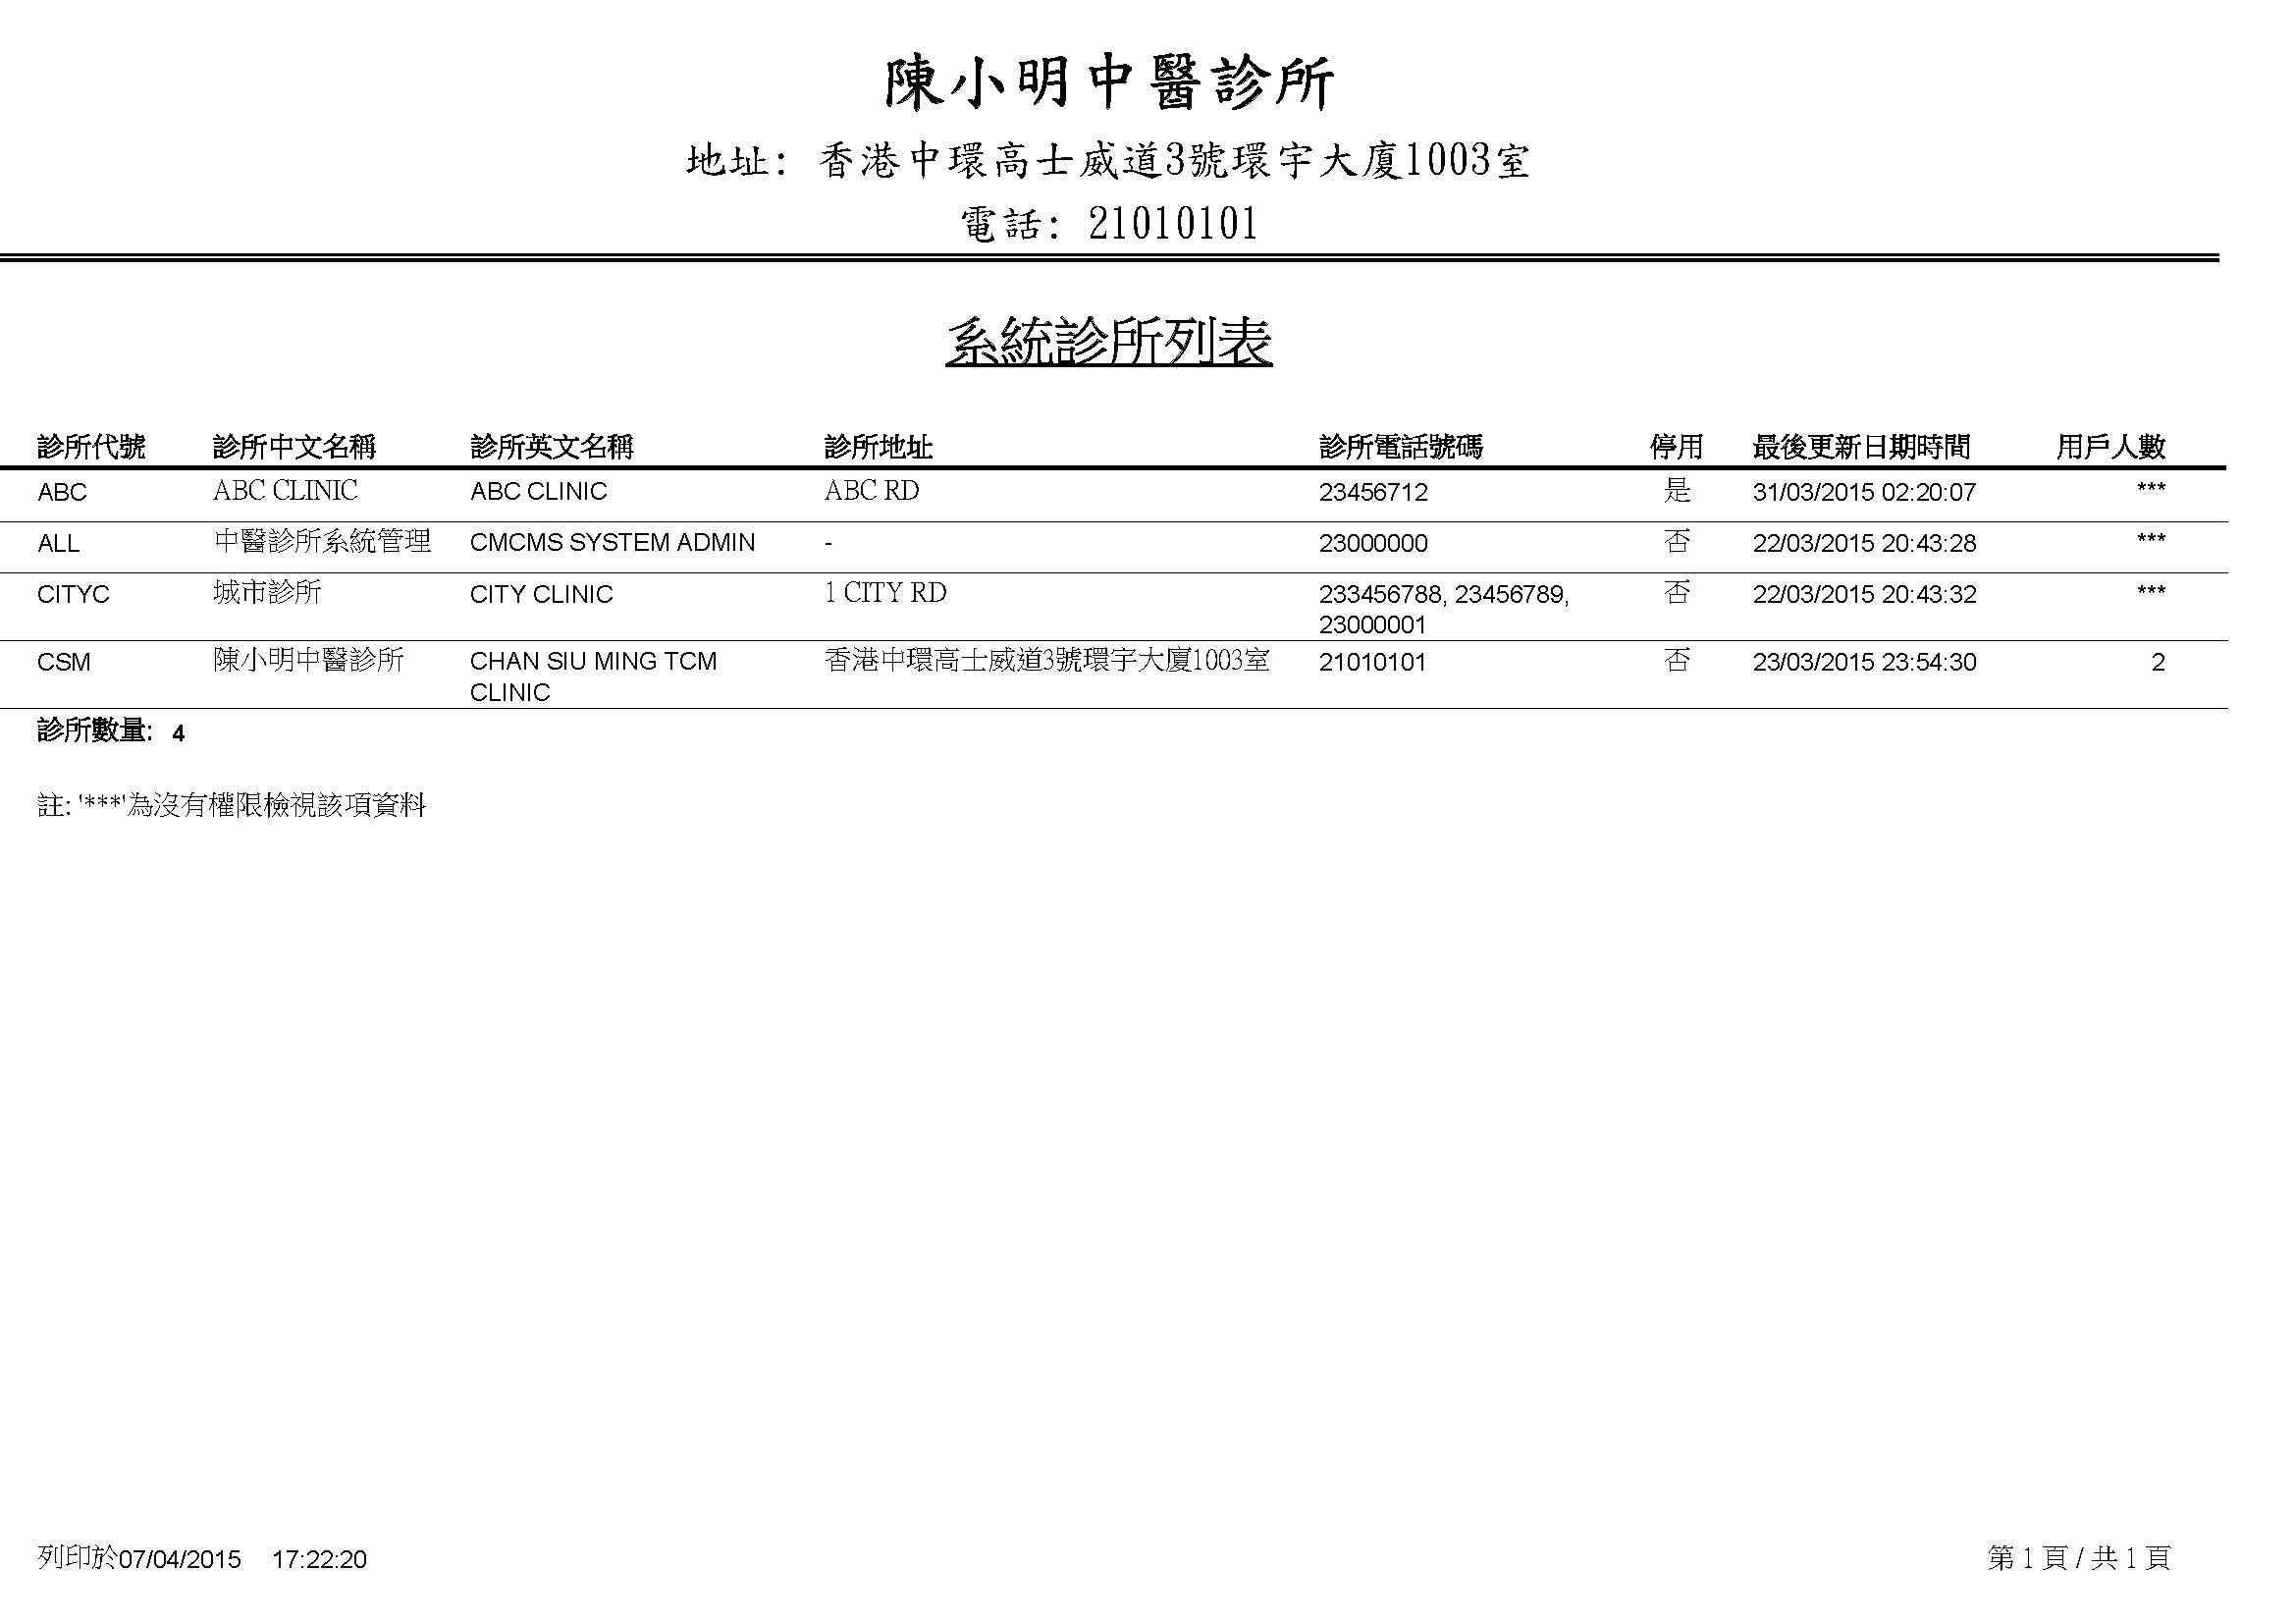 陳小明中醫診所
地址: 香港中環高士威道3號環宇大廈1003室
電話: 21010101
系統診所列表
診所代號 診所中文名稱 診所英文名稱 診所地址 診所電話號碼 停用 最後更新日期時間 用戶人數
ABC ABC CLINIC ABC CLINIC ABC RD 23456712 是 31/03/2015 02:20:07 ***
ALL 中醫診所系統管理 CMCMS SYSTEM ADMIN - 23000000 否 22/03/2015 20:43:28 ***
CITYC 城市診所 CITY CLINIC 1 CITY RD 233456788, 23456789, 否 22/03/2015 20:43:32 ***
23000001
CSM 陳小明中醫診所 CHAN SIU MING TCM 香港中環高士威道3號環宇大廈1003室 21010101 否 23/03/2015 23:54:30 2
CLINIC
診所數量: 4
註: '***'為沒有權限檢視該項資料
列印於07/04/2015 17:22:20 第 1 頁 / 共 1 頁